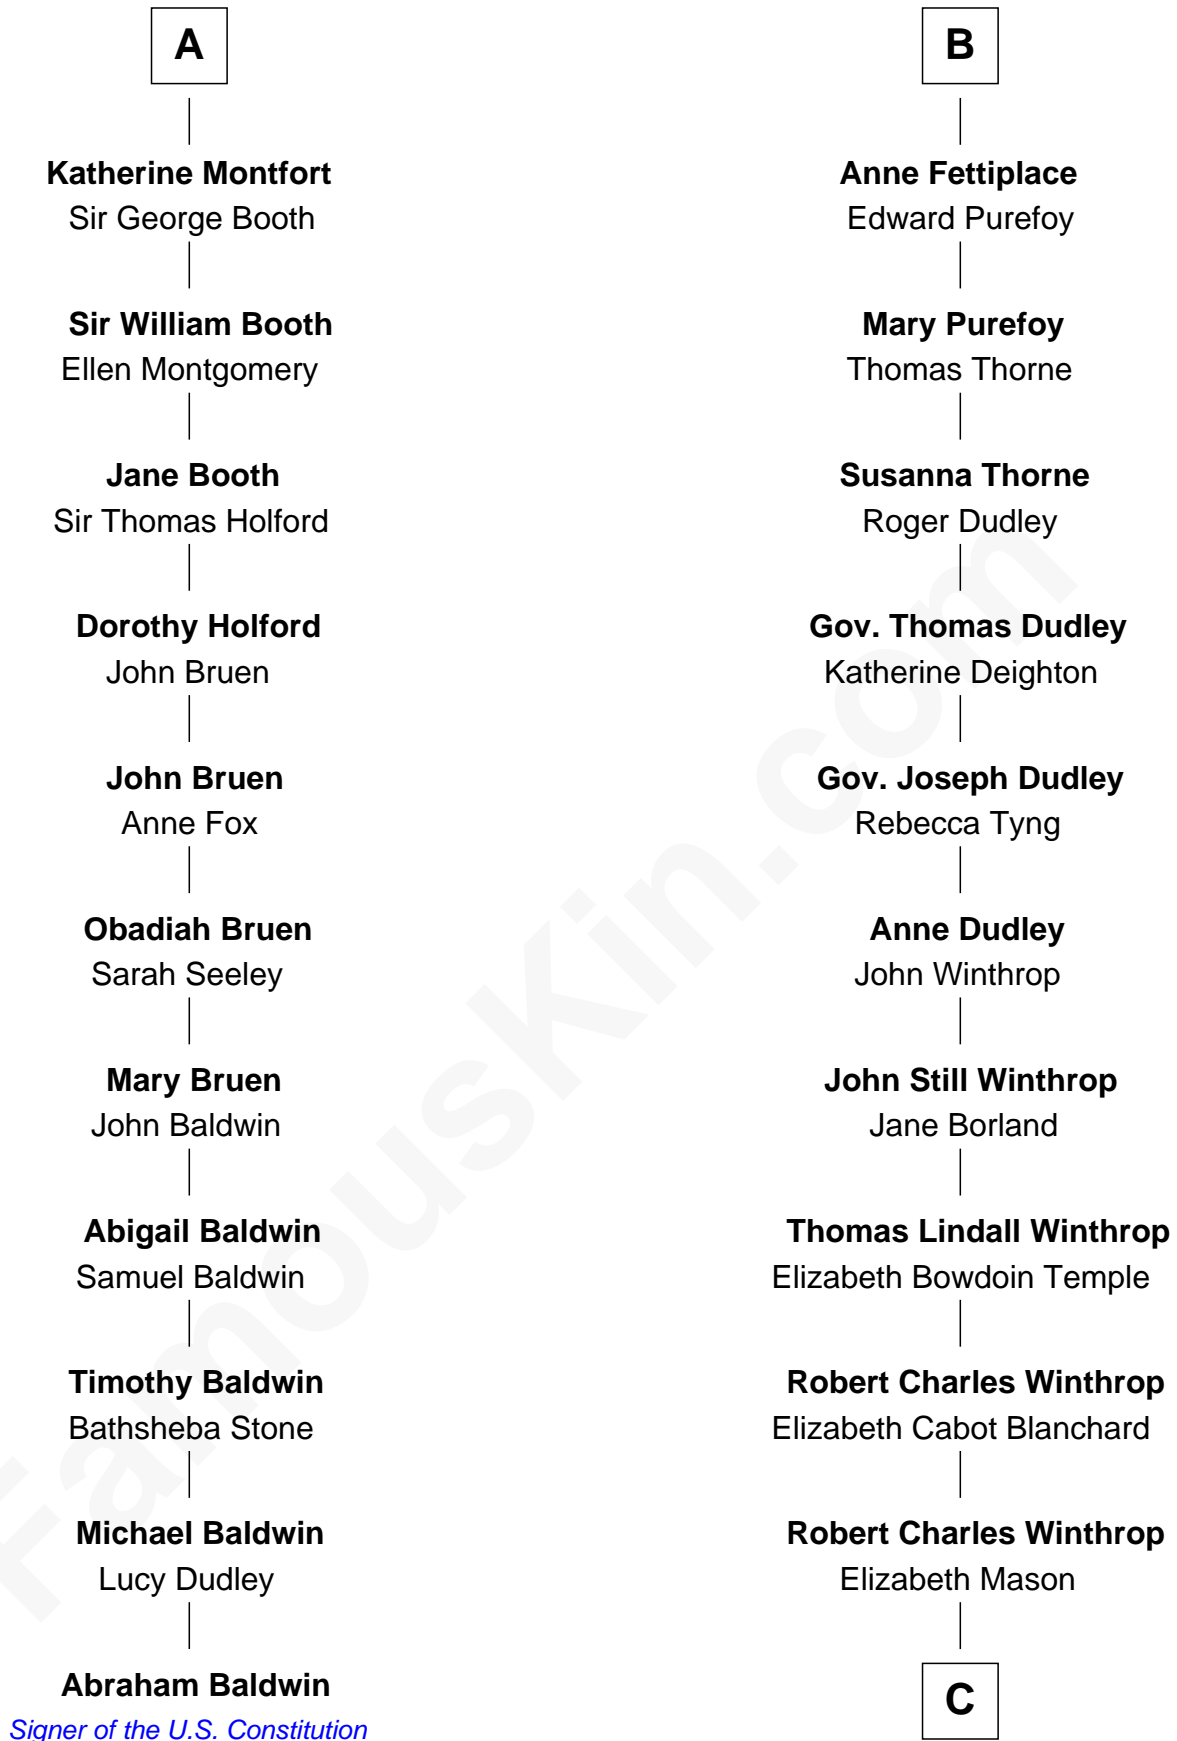 A
Katherine Montfort
Sir George Booth
Sir William Booth
Ellen Montgomery
Jane Booth
Sir Thomas Holford
Dorothy Holford
John Bruen
John Bruen
Anne Fox
Obadiah Bruen
Sarah Seeley
Mary Bruen
John Baldwin
Abigail Baldwin
Samuel Baldwin
Timothy Baldwin
Bathsheba Stone
Michael Baldwin
Lucy Dudley
Abraham Baldwin
Signer of the U.S. Constitution
B
Anne Fettiplace
Edward Purefoy
Mary Purefoy
Thomas Thorne
Susanna Thorne
Roger Dudley
Gov. Thomas Dudley
Katherine Deighton
Gov. Joseph Dudley
Rebecca Tyng
Anne Dudley
John Winthrop
John Still Winthrop
Jane Borland
Thomas Lindall Winthrop
Elizabeth Bowdoin Temple
Robert Charles Winthrop
Elizabeth Cabot Blanchard
Robert Charles Winthrop
Elizabeth Mason
C
FamousKin.com